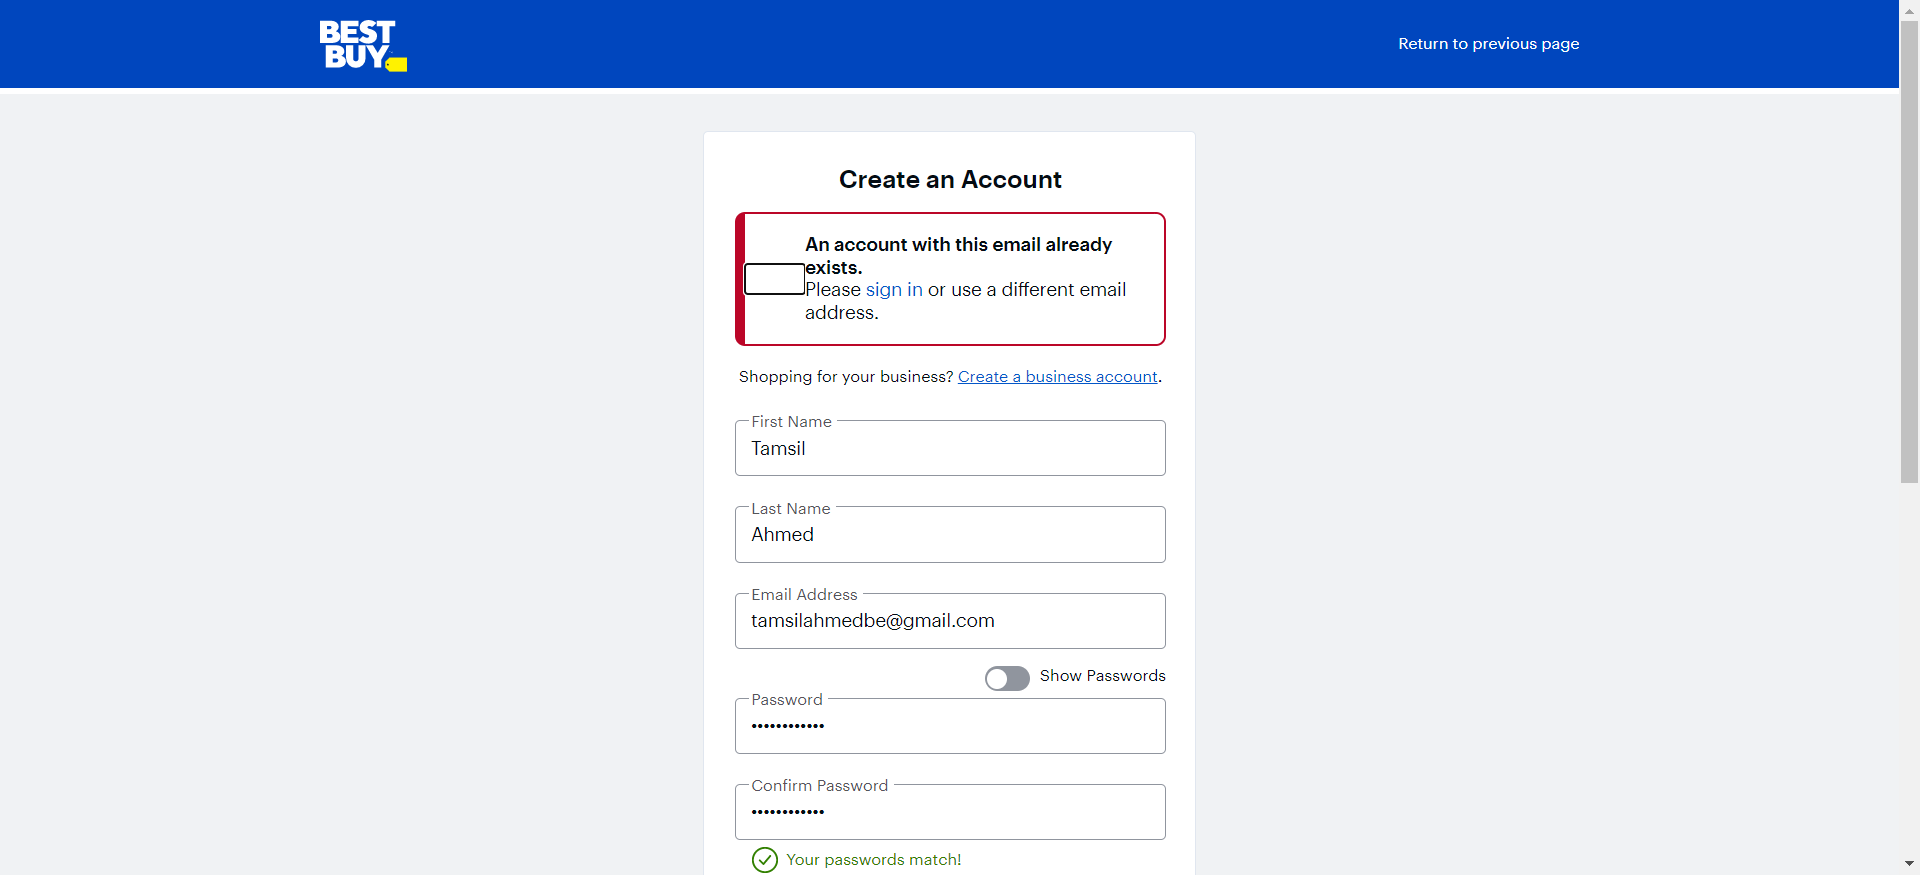 BEST
BUY
Return to previous page
Create an Account
An account with this email already
exists.
Please sign in or use a different email
address.
Shopping for your business? Create a business account.
First Name
Tamsil
Last Name
Ahmed
Email Address
tamsilahmedbe@gmail.com
Show Passwords
Password
••••••••••••
Confirm Password
••••••••••••
Your passwords match!